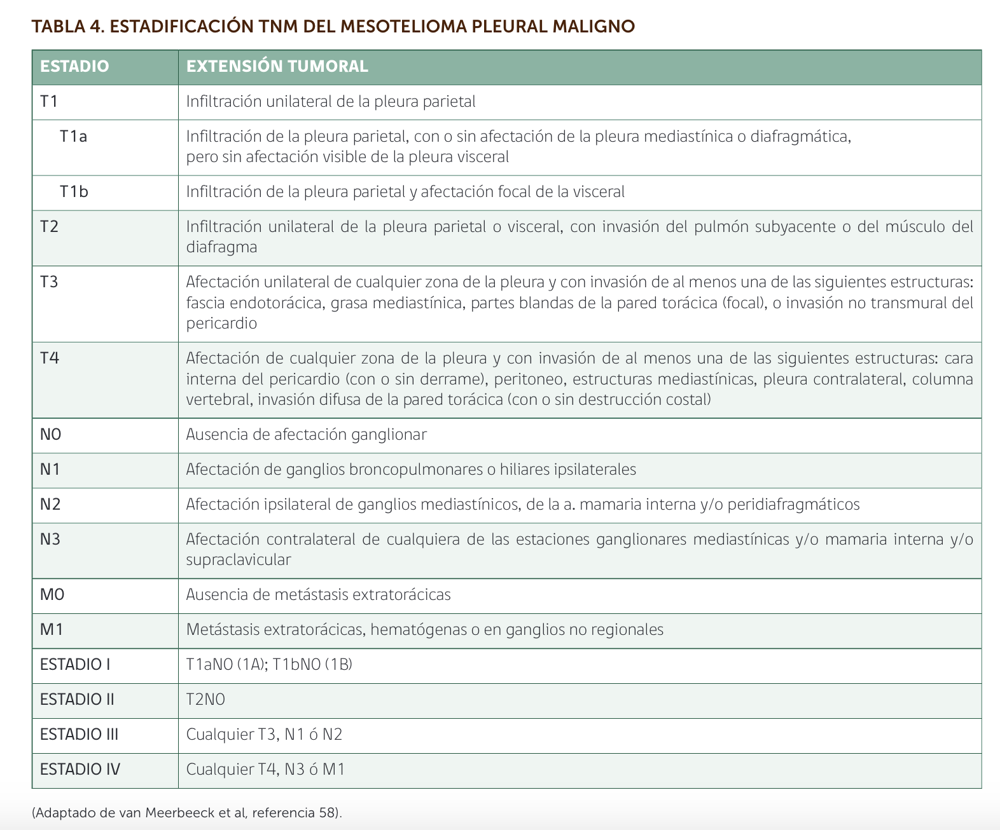 TABLA 4. ESTADIFICACIÓN TNM DEL MESOTELIOMA PLEURAL MALIGNO
ESTADIO EXTENSIÓN TUMORAL
T1 Infiltración unilateral de la pleura parietal
T1a Infiltración de la pleura parietal, con o sin afectación de la pleura mediastínica o diafragmática,
pero sin afectación visible de la pleura visceral
T1b Infiltración de la pleura parietal y afectación focal de la visceral
T2 Infiltración unilateral de la pleura parietal o visceral, con invasión del pulmón subyacente o del músculo del
diafragma
T3 Afectación unilateral de cualquier zona de la pleura y con invasión de al menos una de las siguientes estructuras:
fascia endotorácica, grasa mediastínica, partes blandas de la pared torácica (focal), o invasión no transmural del
pericardio
T4 Afectación de cualquier zona de la pleura y con invasión de al menos una de las siguientes estructuras: cara
interna del pericardio (con o sin derrame), peritoneo, estructuras mediastínicas, pleura contralateral, columna
vertebral, invasión difusa de la pared torácica (con o sin destrucción costal)
N0 Ausencia de afectación ganglionar
N1 Afectación de ganglios broncopulmonares o hiliares ipsilaterales
N2 Afectación ipsilateral de ganglios mediastínicos, de la a. mamaria interna y/o peridiafragmáticos
N3 Afectación contralateral de cualquiera de las estaciones ganglionares mediastínicas y/o mamaria interna y/o
supraclavicular
M0 Ausencia de metástasis extratorácicas
M1 Metástasis extratorácicas, hematógenas o en ganglios no regionales
ESTADIO I T1aN0 (1A); T1bN0 (1B)
ESTADIO II T2N0
ESTADIO III Cualquier T3, N1 ó N2
ESTADIO IV Cualquier T4, N3 ó M1
(Adaptado de van Meerbeeck et al, referencia 58).